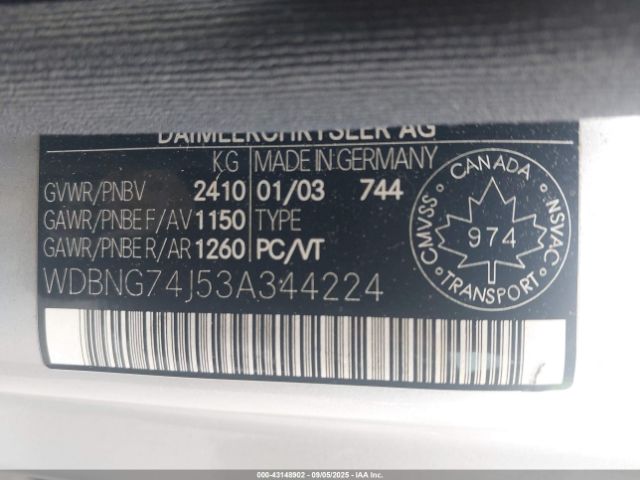 DAIMLERCHRYSLER AG
KG MADE IN GERMANY
GVWR/PNBV 2410 01/03 744
GAWR/PNBE F/AV 1150 TYPE
GAWR/PNBE R/AR 1260 PC/VT
WDBNG74J53A344224
CMVSS • CANADA • NSVAC
974
TRANSPORT
000-43148902 - 09/05/2025 - IAA